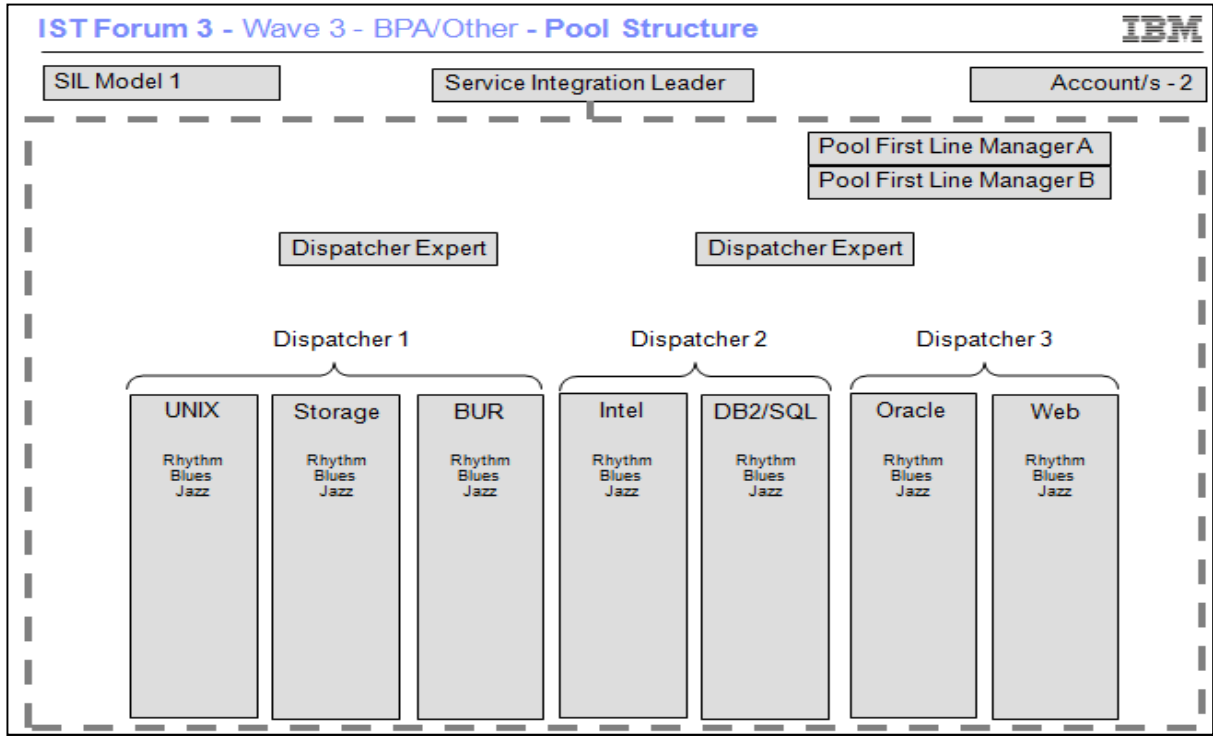 IST Forum 3 - Wave 3 - BPA/Other - Pool Structure
IBM
SIL Model 1
Service Integration Leader
Account/s - 2
Pool First Line Manager A
Pool First Line Manager B
Dispatcher Expert
Dispatcher Expert
Dispatcher 1
Dispatcher 2
Dispatcher 3
UNIX
Rhythm
Blues
Jazz
Storage
Rhythm
Blues
Jazz
BUR
Rhythm
Blues
Jazz
Intel
Rhythm
Blues
Jazz
DB2/SQL
Rhythm
Blues
Jazz
Oracle
Rhythm
Blues
Jazz
Web
Rhythm
Blues
Jazz